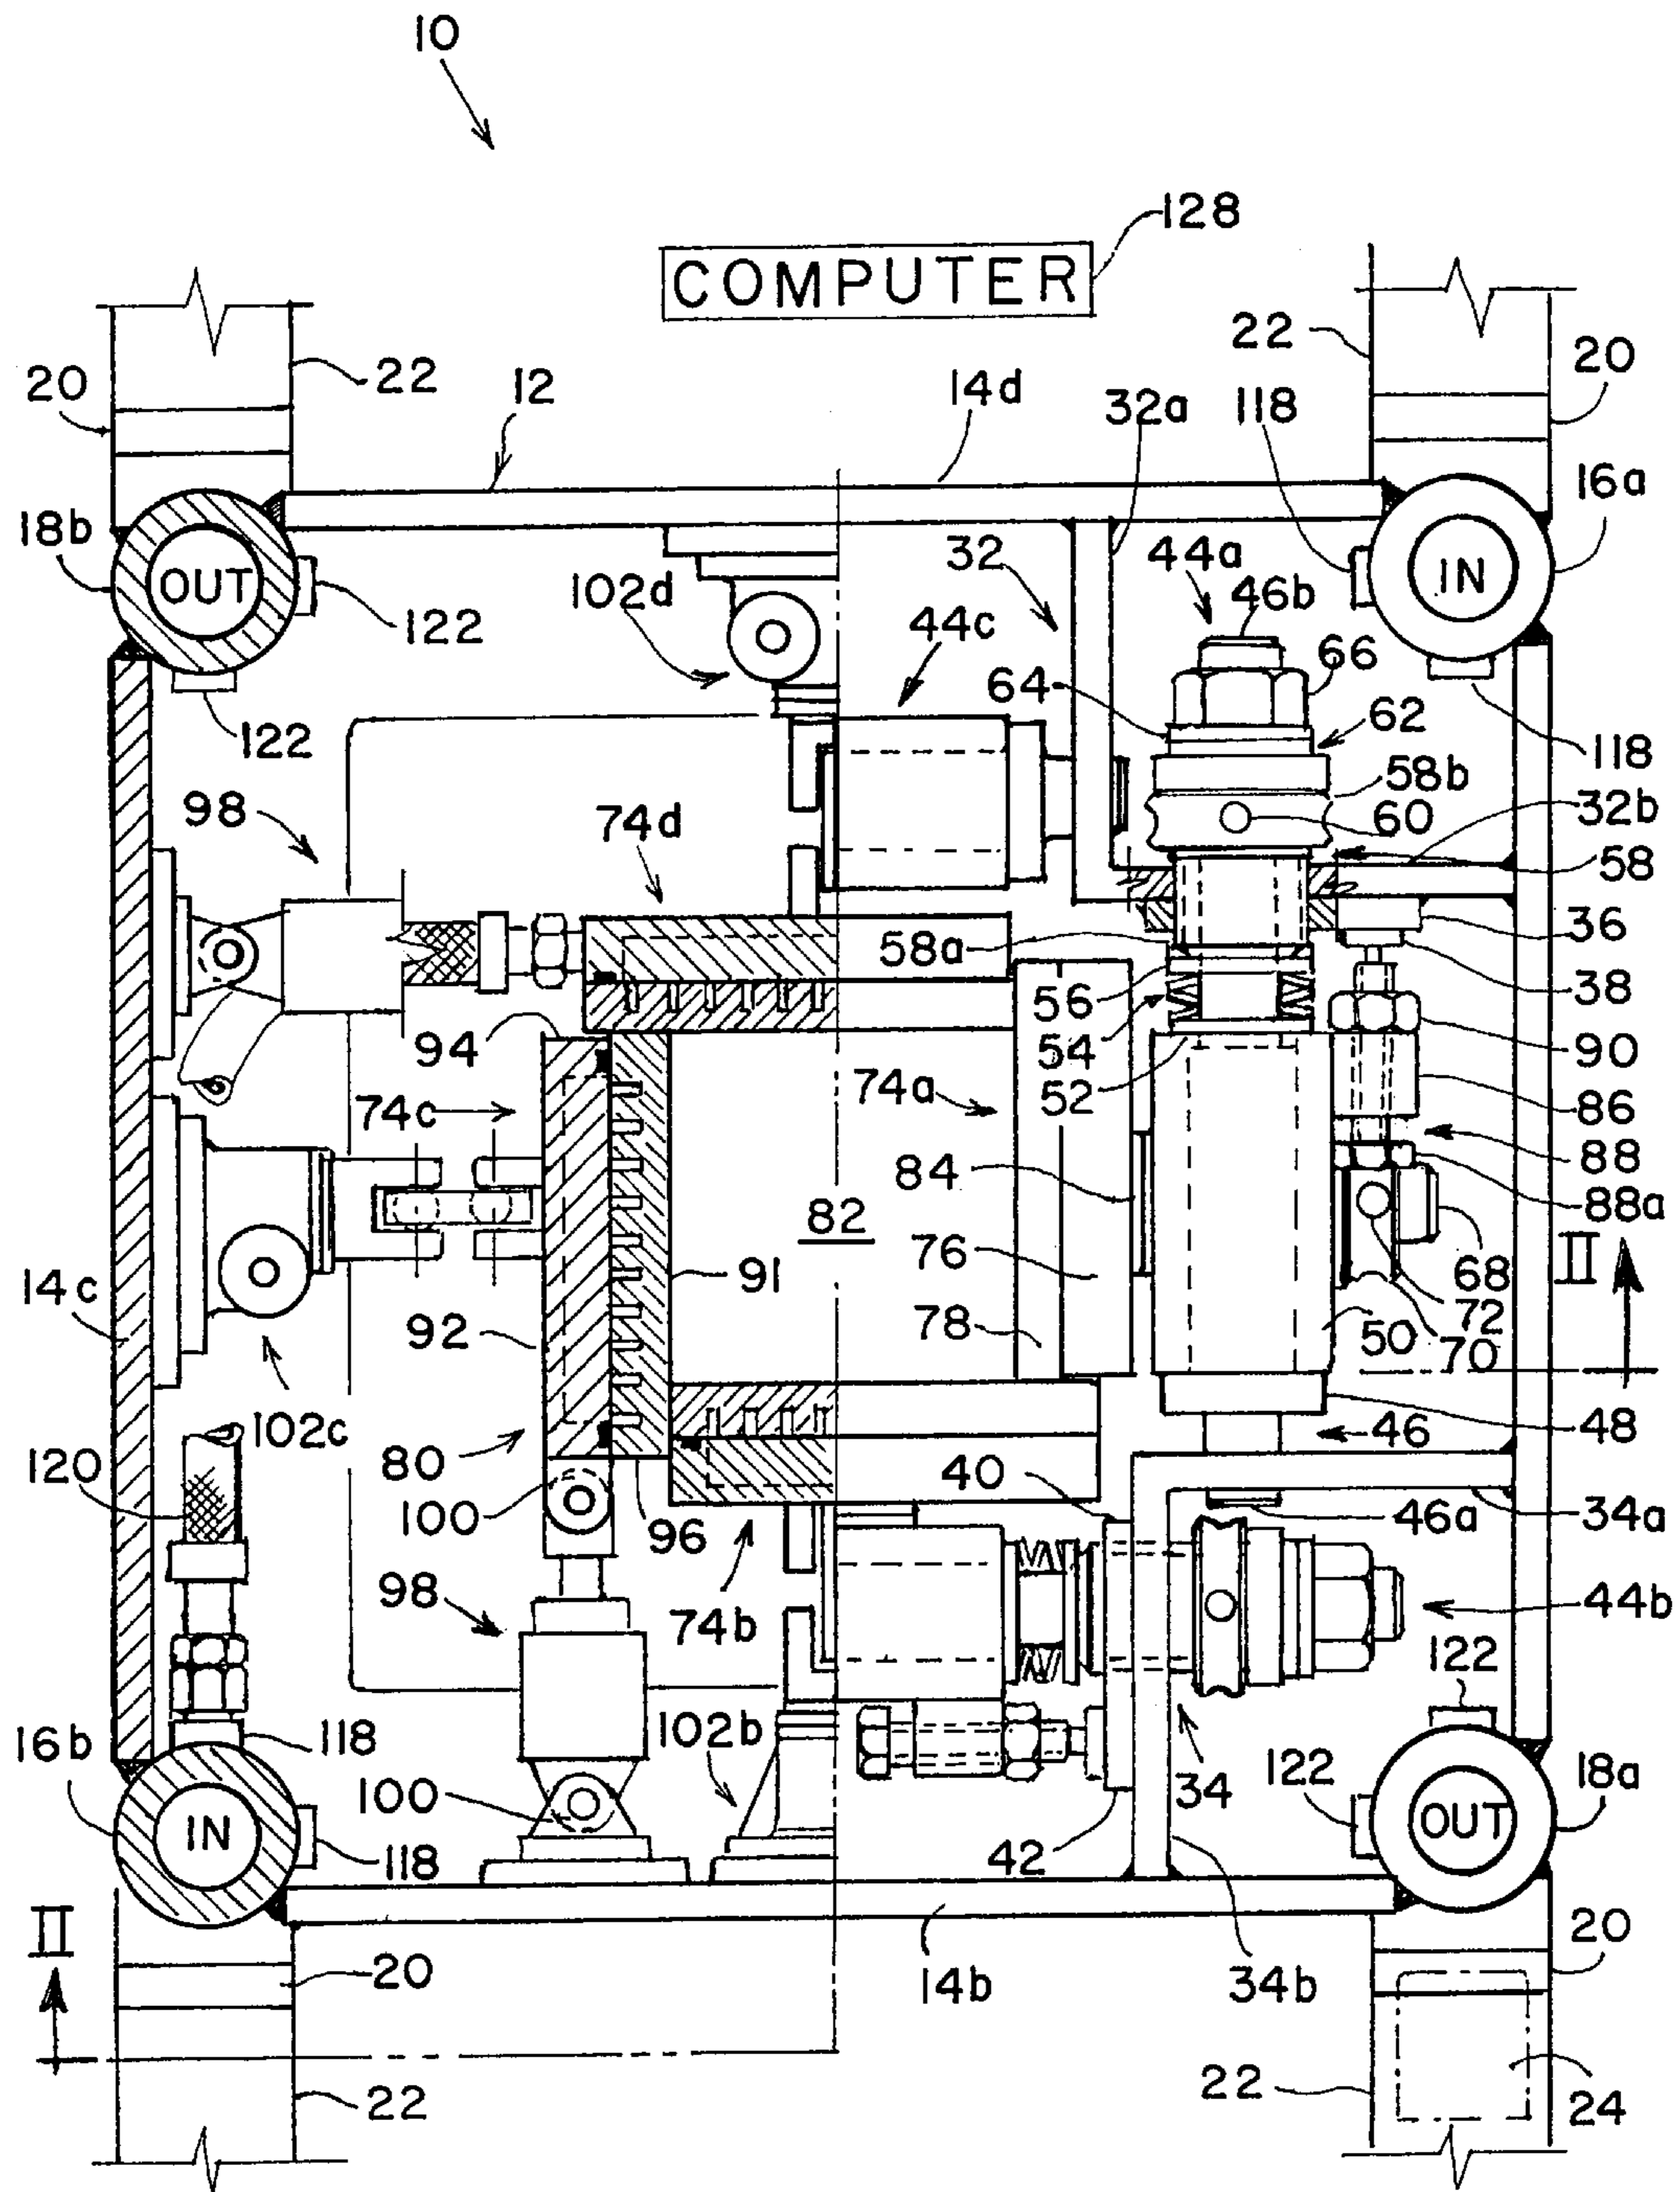 10
128
COMPUTER
22
20
22
20
12
14d
32a
118
16a
18b
OUT
IN
122
102d
44c
32
44a
46b
66
64
62
118
122
98
74d
58b
60
32b
58
58a
36
56
38
94
54
90
74c
74a
52
86
84
88
88a
82
76
91
68
II
14c
92
78
50
72
70
102c
80
46
48
120
100
40
96
46a
34a
98
74b
44b
122
16b
118
102b
122
18a
100
34
IN
118
42
OUT
II
20
14b
34b
20
22
22
24